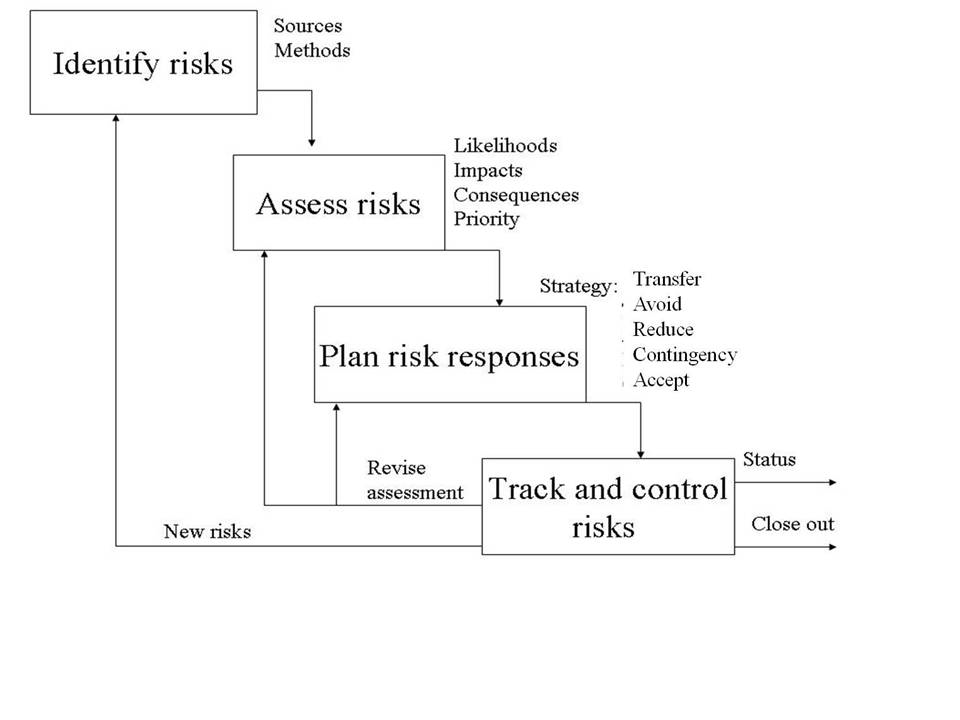 Identify risks
Sources
Methods
Assess risks
Likelihoods
Impacts
Consequences
Priority
Plan risk responses
Strategy:
Transfer
Avoid
Reduce
Contingency
Accept
Track and control
risks
Status
Close out
Revise
assessment
New risks